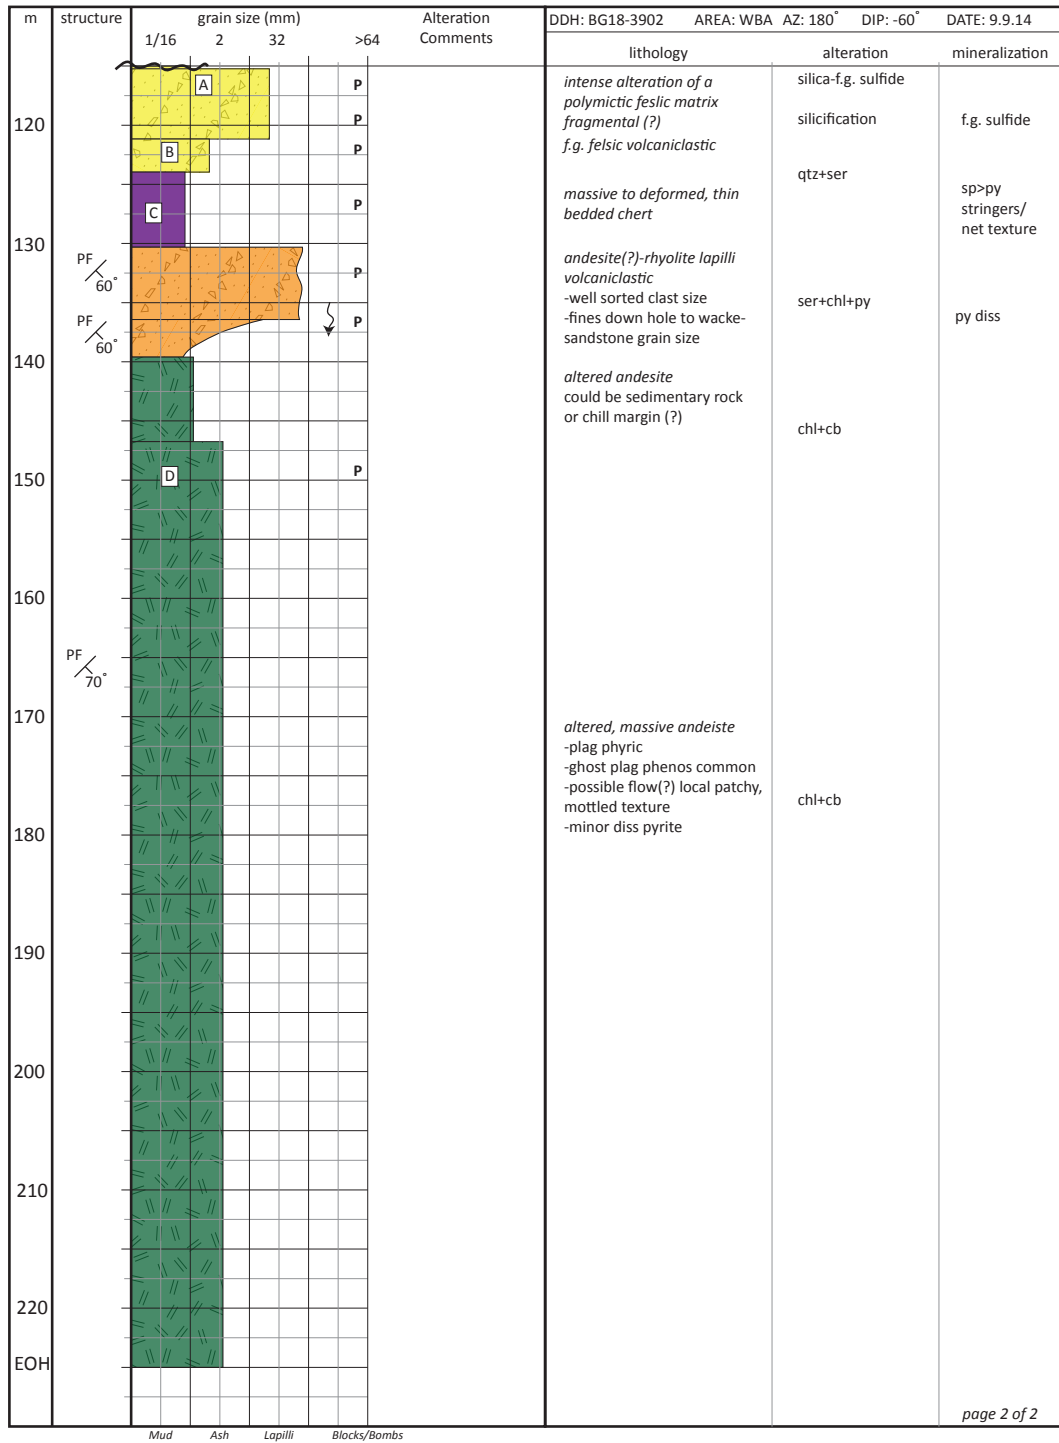 m structure grain size (mm) Alteration Comments
1/16 2 32 >64
DDH: BG18-3902 AREA: WBA AZ: 180° DIP: -60° DATE: 9.9.14
lithology alteration mineralization
A
P
intense alteration of a
polymictic feslic matrix
fragmental (?)
silica-f.g. sulfide
120
P
silicification
f.g. sulfide
B
P
f.g. felsic volcaniclastic
qtz+ser
C
P
massive to deformed, thin
bedded chert
sp>py
stringers/
net texture
130
PF
60°
P
andesite(?)-rhyolite lapilli
volcaniclastic
-well sorted clast size
-fines down hole to wacke-
sandstone grain size
ser+chl+py
py diss
PF
60°
P
140
altered andesite
could be sedimentary rock
or chill margin (?)
chl+cb
D
P
150
160
PF
70°
170
altered, massive andeiste
-plag phyric
-ghost plag phenos common
-possible flow(?) local patchy,
mottled texture
-minor diss pyrite
chl+cb
180
190
200
210
220
EOH
page 2 of 2
Mud Ash Lapilli Blocks/Bombs